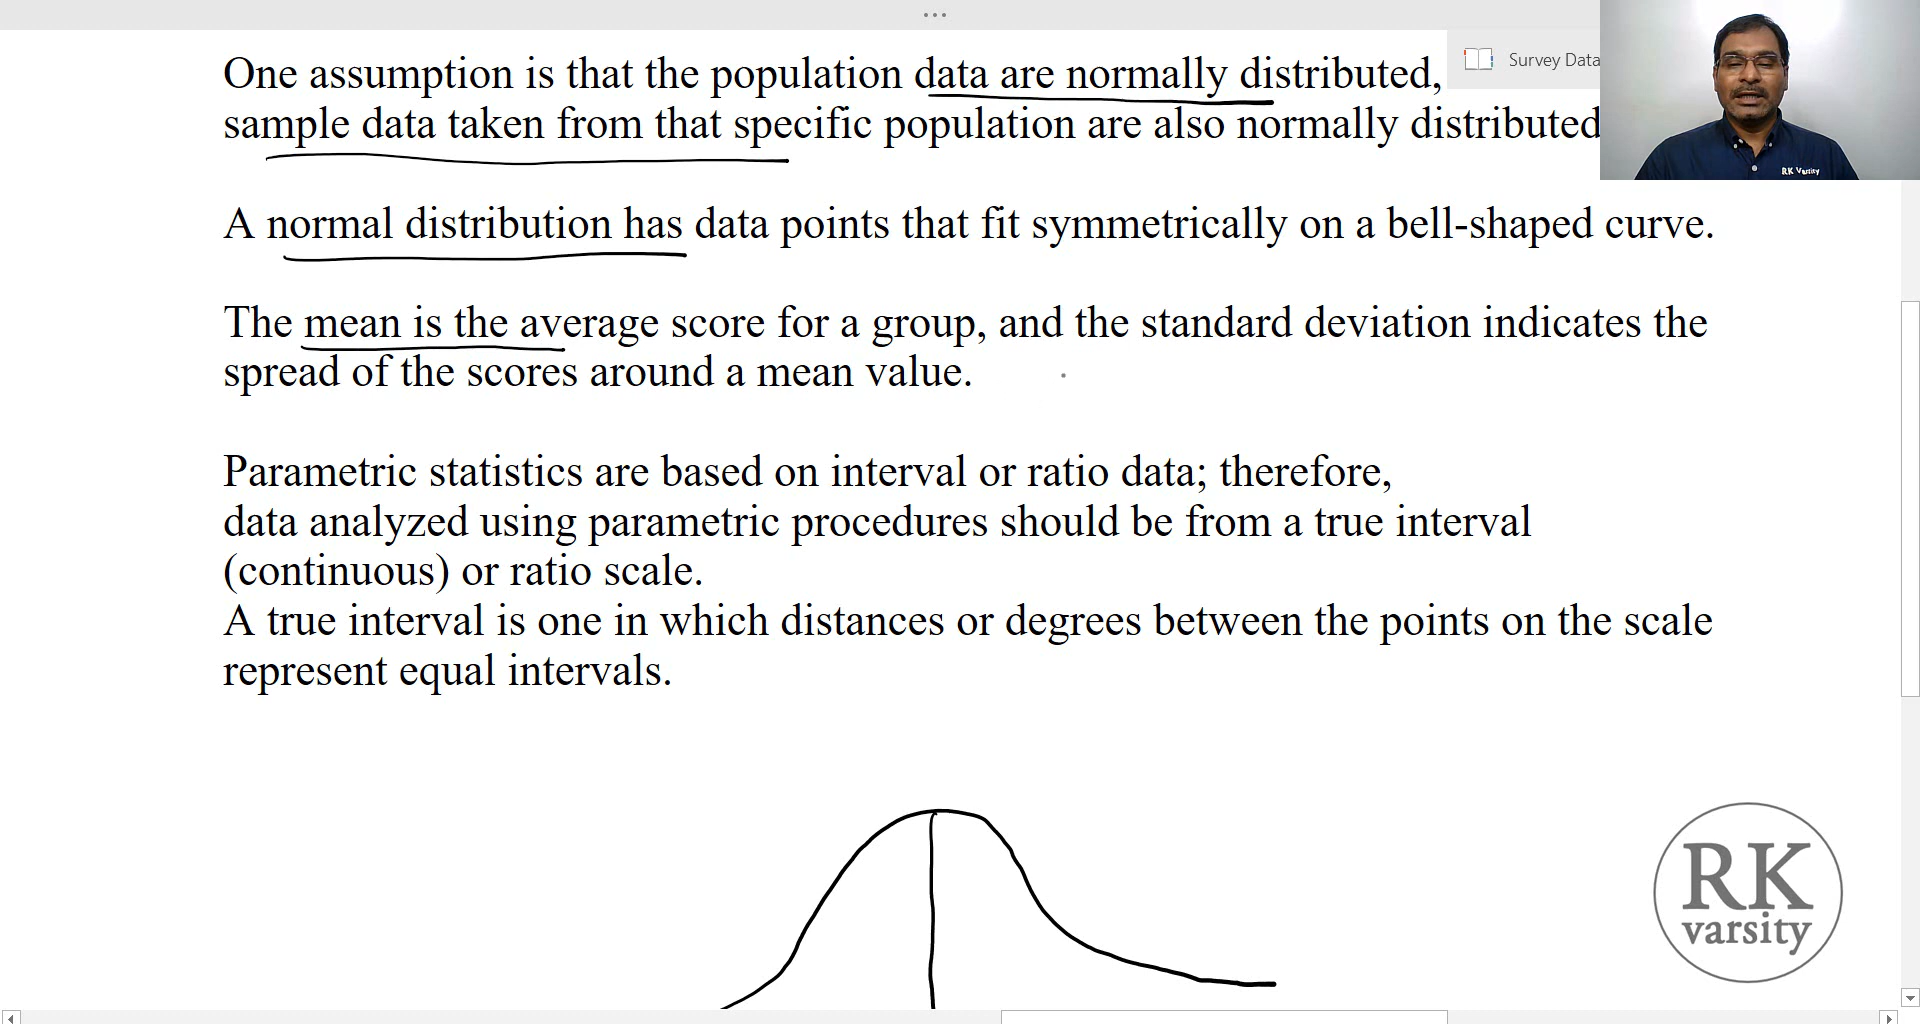 ...
One assumption is that the population data are normally distributed,
Survey Data
sample data taken from that specific population are also normally distributed
RK Varsity
A normal distribution has data points that fit symmetrically on a bell-shaped curve.
The mean is the average score for a group, and the standard deviation indicates the
spread of the scores around a mean value.
Parametric statistics are based on interval or ratio data; therefore,
data analyzed using parametric procedures should be from a true interval
(continuous) or ratio scale.
A true interval is one in which distances or degrees between the points on the scale
represent equal intervals.
RK
varsity